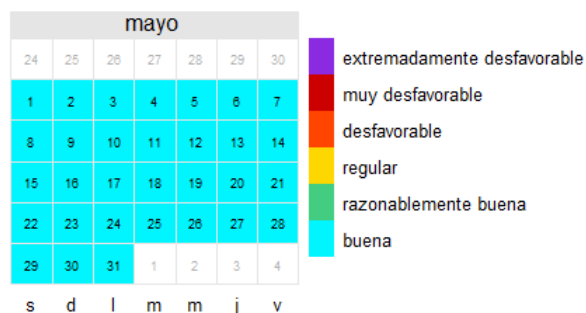 mayo
24 25 26 27 28 29 30
1 2 3 4 5 6 7
8 9 10 11 12 13 14
15 16 17 18 19 20 21
22 23 24 25 26 27 28
29 30 31 1 2 3 4
s d l m m j v
extremadamente desfavorable
muy desfavorable
desfavorable
regular
razonablemente buena
buena